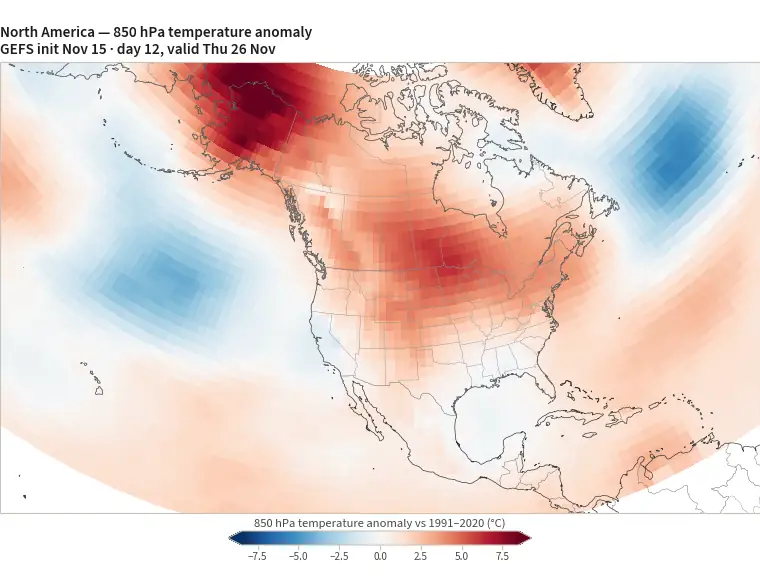 North America — 850 hPa temperature anomaly
GEFS init Nov 15 · day 12, valid Thu 26 Nov
850 hPa temperature anomaly vs 1991–2020 (°C)
−7.5 −5.0 −2.5 0.0 2.5 5.0 7.5